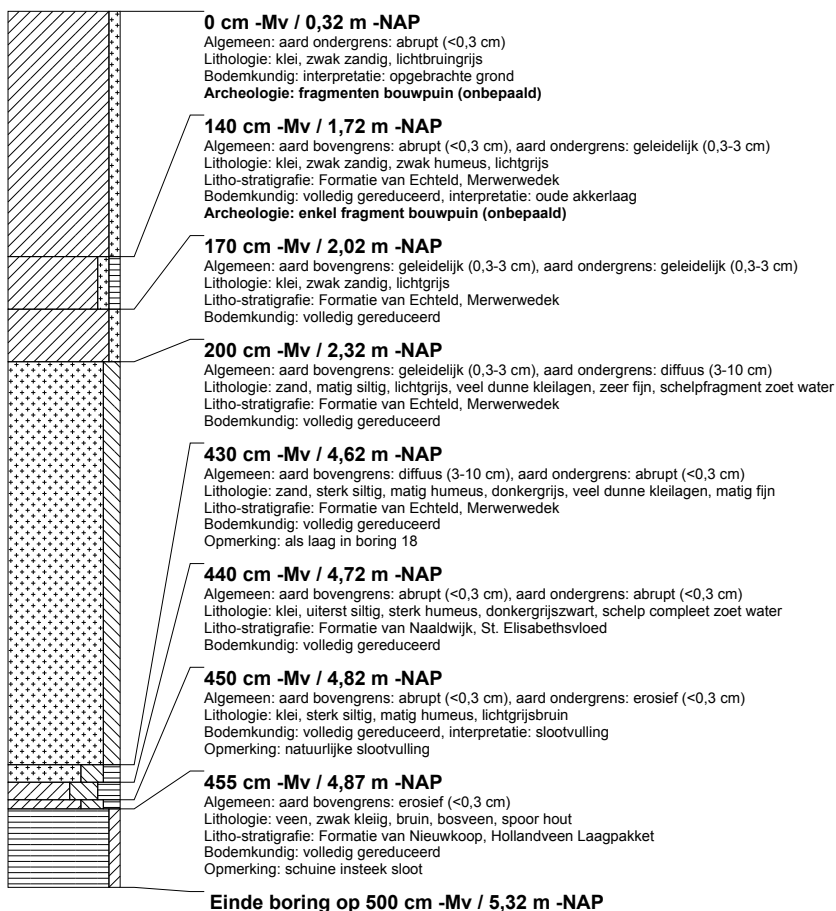 0 cm -Mv / 0,32 m -NAP
Algemeen: aard ondergrens: abrupt (<0,3 cm)
Lithologie: klei, zwak zandig, lichtbruingrijs
Bodemkundig: interpretatie: opgebrachte grond
Archeologie: fragmenten bouwpuin (onbepaald)
140 cm -Mv / 1,72 m -NAP
Algemeen: aard bovengrens: abrupt (<0,3 cm), aard ondergrens: geleidelijk (0,3-3 cm)
Lithologie: klei, zwak zandig, zwak humeus, lichtgrijs
Litho-stratigrafie: Formatie van Echteld, Merwerwedek
Bodemkundig: volledig gereduceerd, interpretatie: oude akkerlaag
Archeologie: enkel fragment bouwpuin (onbepaald)
170 cm -Mv / 2,02 m -NAP
Algemeen: aard bovengrens: geleidelijk (0,3-3 cm), aard ondergrens: geleidelijk (0,3-3 cm)
Lithologie: klei, zwak zandig, lichtgrijs
Litho-stratigrafie: Formatie van Echteld, Merwerwedek
Bodemkundig: volledig gereduceerd
200 cm -Mv / 2,32 m -NAP
Algemeen: aard bovengrens: geleidelijk (0,3-3 cm), aard ondergrens: diffuus (3-10 cm)
Lithologie: zand, matig siltig, lichtgrijs, veel dunne kleilagen, zeer fijn, schelpfragment zoet water
Litho-stratigrafie: Formatie van Echteld, Merwerwedek
Bodemkundig: volledig gereduceerd
430 cm -Mv / 4,62 m -NAP
Algemeen: aard bovengrens: diffuus (3-10 cm), aard ondergrens: abrupt (<0,3 cm)
Lithologie: zand, sterk siltig, matig humeus, donkergrijs, veel dunne kleilagen, matig fijn
Litho-stratigrafie: Formatie van Echteld, Merwerwedek
Bodemkundig: volledig gereduceerd
Opmerking: als laag in boring 18
440 cm -Mv / 4,72 m -NAP
Algemeen: aard bovengrens: abrupt (<0,3 cm), aard ondergrens: abrupt (<0,3 cm)
Lithologie: klei, uiterst siltig, sterk humeus, donkergrijszwart, schelp compleet zoet water
Litho-stratigrafie: Formatie van Naaldwijk, St. Elisabethsvloed
Bodemkundig: volledig gereduceerd
450 cm -Mv / 4,82 m -NAP
Algemeen: aard bovengrens: abrupt (<0,3 cm), aard ondergrens: erosief (<0,3 cm)
Lithologie: klei, sterk siltig, matig humeus, lichtgrijsbruin
Bodemkundig: volledig gereduceerd, interpretatie: slootvulling
Opmerking: natuurlijke slootvulling
455 cm -Mv / 4,87 m -NAP
Algemeen: aard bovengrens: erosief (<0,3 cm)
Lithologie: veen, zwak kleiig, bruin, bosveen, spoor hout
Litho-stratigrafie: Formatie van Nieuwkoop, Hollandveen Laagpakket
Bodemkundig: volledig gereduceerd
Opmerking: schuine insteek sloot
Einde boring op 500 cm -Mv / 5,32 m -NAP